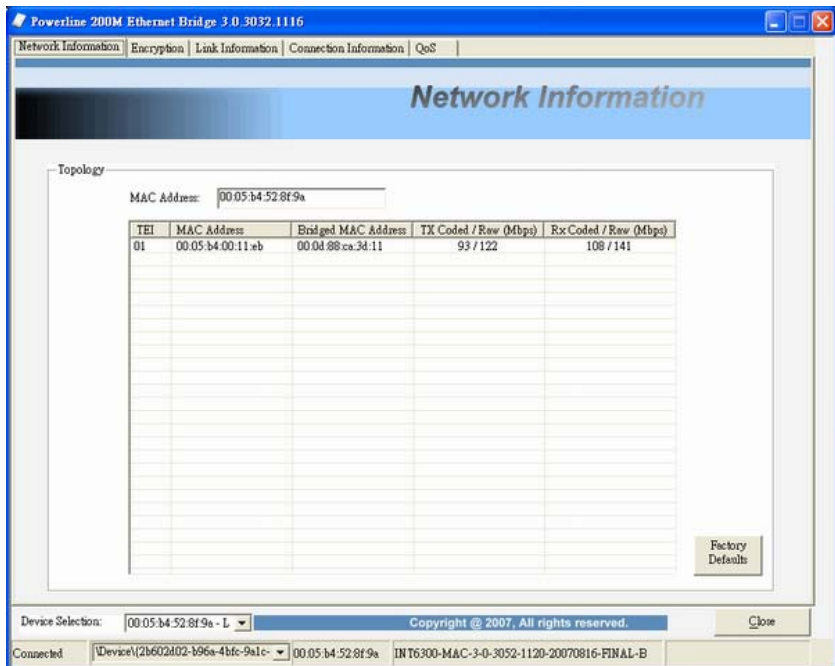 Powerline 200M Ethernet Bridge 3.0.3032.1116
Network Information Encryption Link Information Connection Information QoS
Network Information
Topology
MAC Address: 00:05:b4:52:8f:9a
TEI MAC Address Bridged MAC Address TX Coded / Raw (Mbps) Rx Coded / Raw (Mbps)
01 00:05:b4:00:11:eb 00:0d:88:ca:3d:11 93 / 122 108 / 141
Factory
Defaults
Device Selection: 00:05:b4:52:8f:9a - L Copyright @ 2007, All rights reserved. Close
Connected \Device\{2b602d02-b96a-4bfc-9a1c- 00:05:b4:52:8f:9a INT6300-MAC-3-0-3052-1120-20070816-FINAL-B